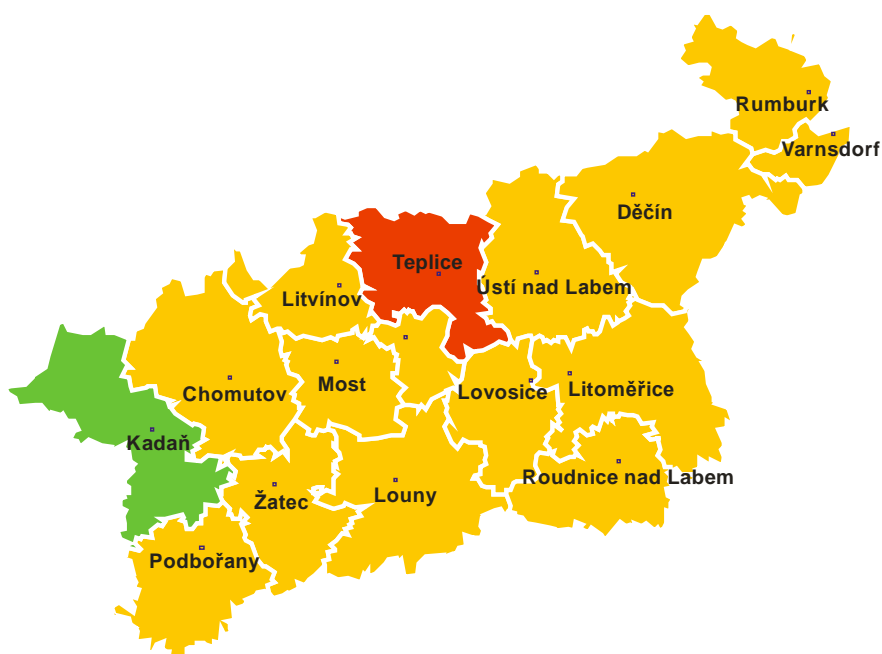 Rumburk
Varnsdorf
Děčín
Teplice
Ústí nad Labem
Litvínov
Chomutov
Most
Lovosice
Litoměřice
Kadaň
Roudnice nad Labem
Žatec
Louny
Podbořany